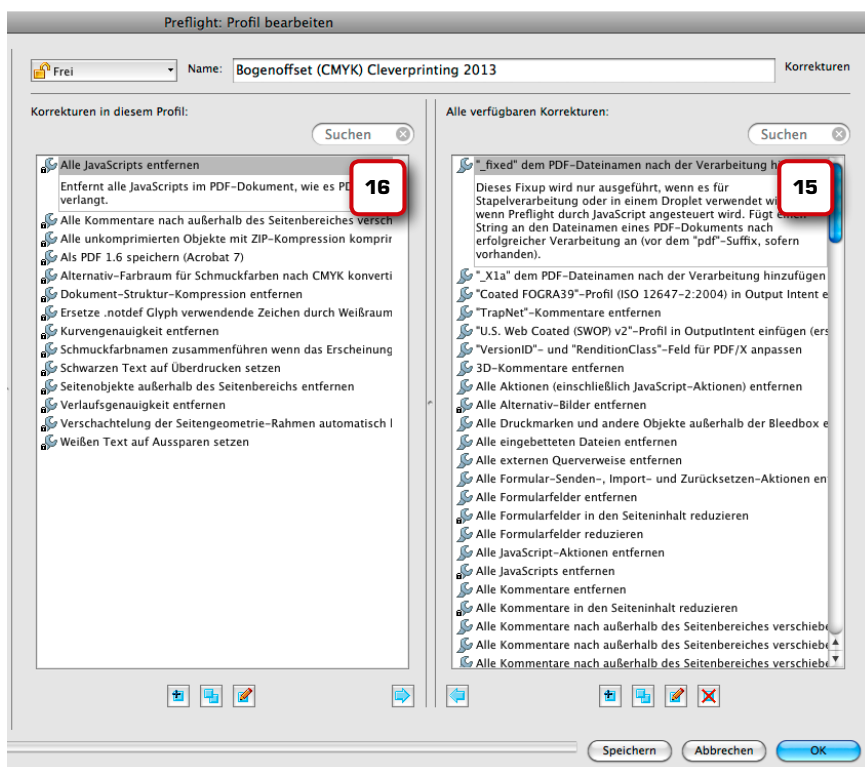 Preflight: Profil bearbeiten
Frei
Name:
Bogenoffset (CMYK) Cleverprinting 2013
Korrekturen
Korrekturen in diesem Profil:
Suchen
Alle JavaScripts entfernen
16
Entfernt alle JavaScripts im PDF-Dokument, wie es
verlangt.
Alle Kommentare nach außerhalb des Seitenbereiches versch
Alle unkomprimierten Objekte mit ZIP-Kompression komprir
Als PDF 1.6 speichern (Acrobat 7)
Alternativ-Farbraum für Schmuckfarben nach CMYK konverti
Dokument-Struktur-Kompression entfernen
Ersetze .notdef Glyph verwendende Zeichen durch Weißraum
Kurvengenauigkeit entfernen
Schmuckfarbnamen zusammenführen wenn das Erscheinung
Schwarzen Text auf Überdrucken setzen
Seitenobjekte außerhalb des Seitenbereichs entfernen
Verlaufsgenauigkeit entfernen
Verschachtelung der Seitengeometrie-Rahmen automatisch
Weißen Text auf Aussparen setzen
Alle verfügbaren Korrekturen:
Suchen
"_fixed" dem PDF-Dateinamen nach der Verarbeitung
15
Dieses Fixup wird nur ausgeführt, wenn es für
Stapelverarbeitung oder in einem Droplet verwendet
wenn Preflight durch JavaScript angesteuert wird. Fügt
String an den Dateinamen eines PDF-Dokuments nach
erfolgreicher Verarbeitung an (vor dem "pdf"-Suffix, sofern
vorhanden).
"_X1a" dem PDF-Dateinamen nach der Verarbeitung hinzufügen
"Coated FOGRA39"-Profil (ISO 12647-2:2004) in Output Intent e
"TrapNet"-Kommentare entfernen
"U.S. Web Coated (SWOP) v2"-Profil in OutputIntent einfügen (ers
"VersionID"- und "RenditionClass"-Feld für PDF/X anpassen
3D-Kommentare entfernen
Alle Aktionen (einschließlich JavaScript-Aktionen) entfernen
Alle Alternativ-Bilder entfernen
Alle Druckmarken und andere Objekte außerhalb der Bleedbox e
Alle eingebetteten Dateien entfernen
Alle externen Querverweise entfernen
Alle Formular-Senden-, Import- und Zurücksetzen-Aktionen en
Alle Formularfelder entfernen
Alle Formularfelder in den Seiteninhalt reduzieren
Alle Formularfelder reduzieren
Alle JavaScript-Aktionen entfernen
Alle JavaScripts entfernen
Alle Kommentare entfernen
Alle Kommentare in den Seiteninhalt reduzieren
Alle Kommentare nach außerhalb des Seitenbereiches verschieb
Alle Kommentare nach außerhalb des Seitenbereiches verschieb
Alle Kommentare nach außerhalb des Seitenbereiches verschieb
Speichern
Abbrechen
OK